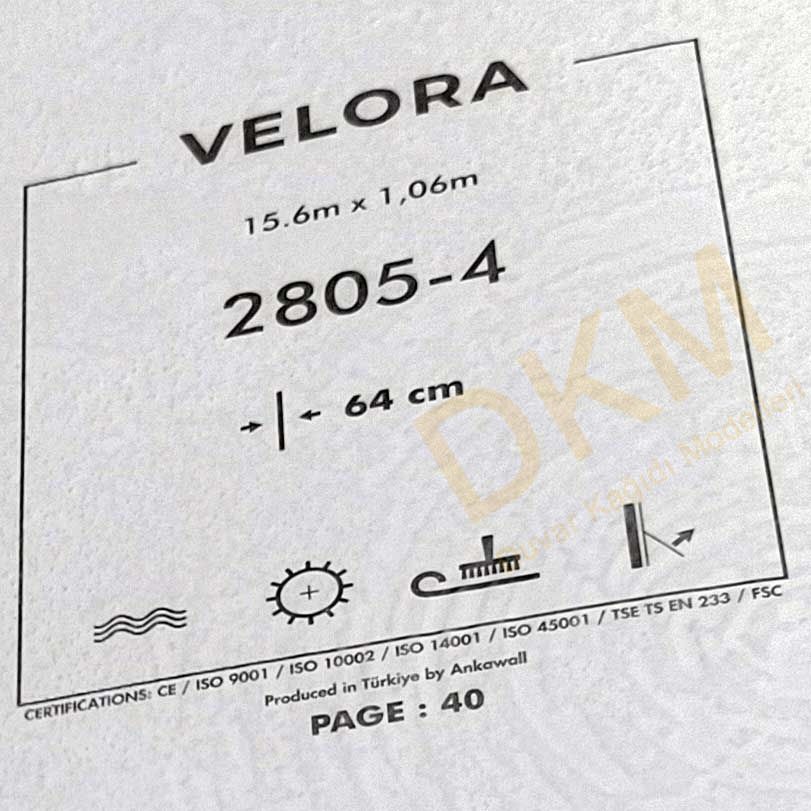 VELORA
15.6m x 1,06m
2805-4
64 cm
DKM
Duvar Kağıdı Modelleri
CERTIFICATIONS: CE / ISO 9001 / ISO 10002 / ISO 14001 / ISO 45001 / TSE TS EN 233 / FSC
Produced in Türkiye by Ankawall
PAGE : 40